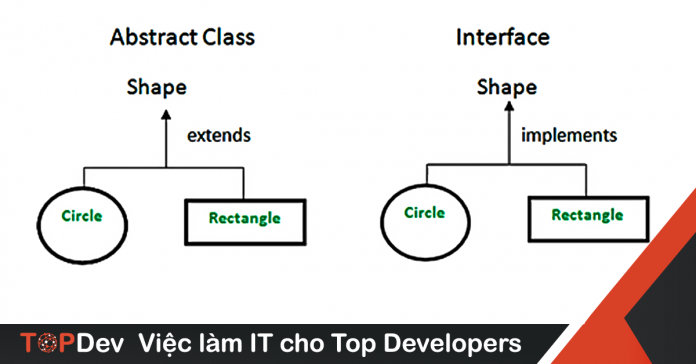 Abstract Class
Shape
extends
Circle
Rectangle
Interface
Shape
implements
Circle
Rectangle
TOPDev Việc làm IT cho Top Developers